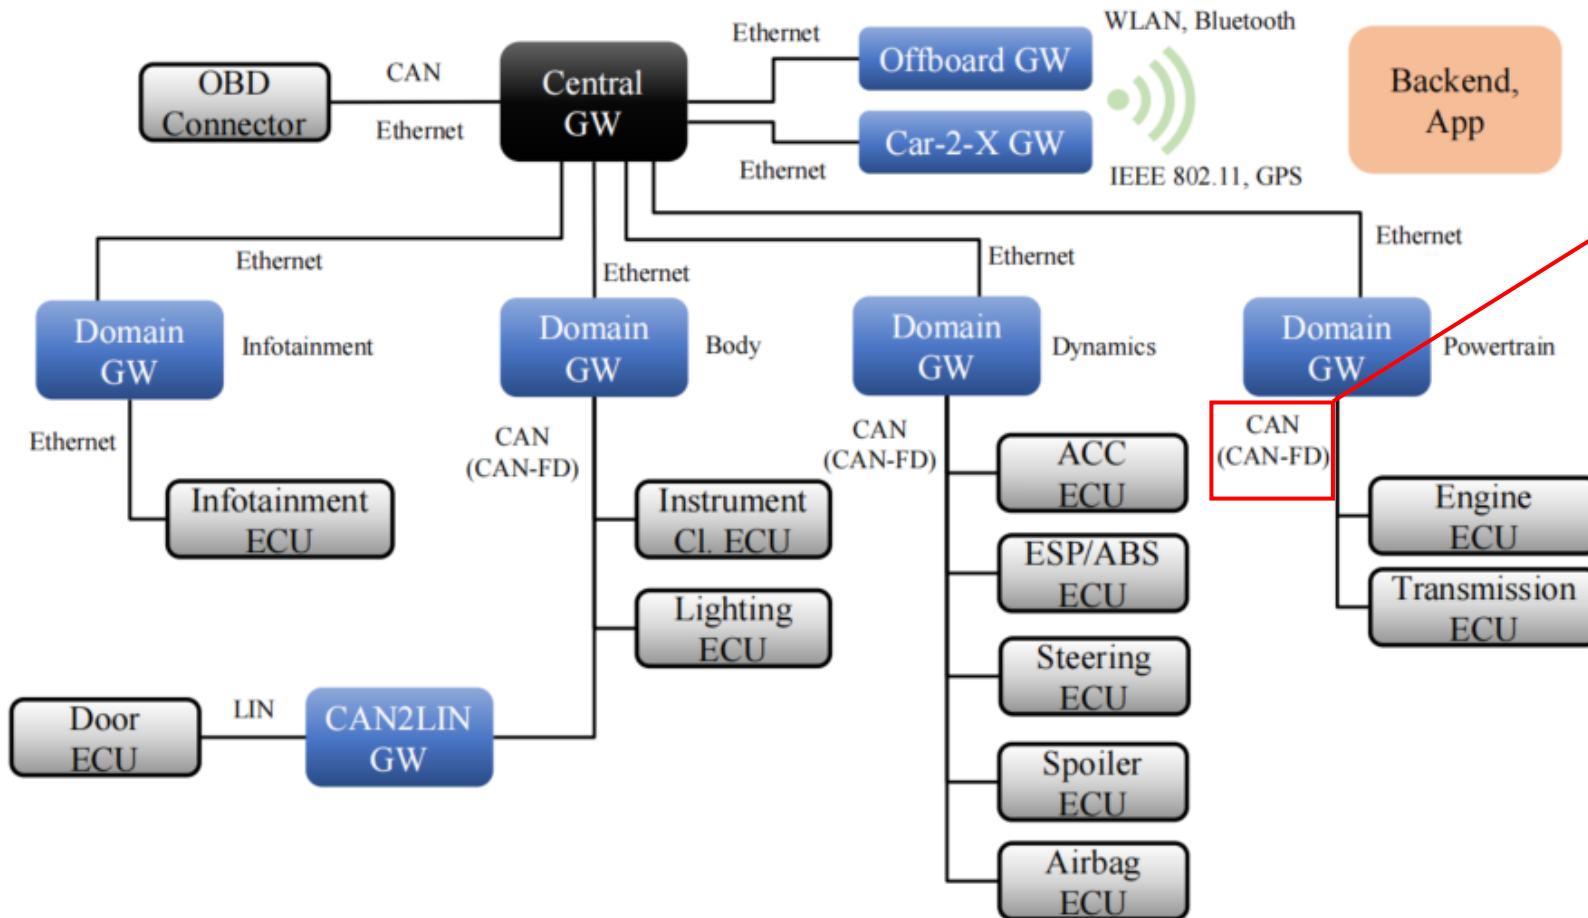 WLAN, Bluetooth
Ethernet
Offboard GW
OBD
Connector
CAN
Ethernet
Central
GW
Backend,
App
Car-2-X GW
Ethernet
IEEE 802.11, GPS
Ethernet
Ethernet
Ethernet
Ethernet
Domain
GW
Infotainment
Domain
GW
Body
Domain
GW
Dynamics
Domain
GW
Powertrain
Ethernet
CAN
(CAN-FD)
CAN
(CAN-FD)
CAN
(CAN-FD)
Infotainment
ECU
Instrument
Cl. ECU
Lighting
ECU
ACC
ECU
ESP/ABS
ECU
Steering
ECU
Spoiler
ECU
Airbag
ECU
Engine
ECU
Transmission
ECU
Door
ECU
LIN
CAN2LIN
GW